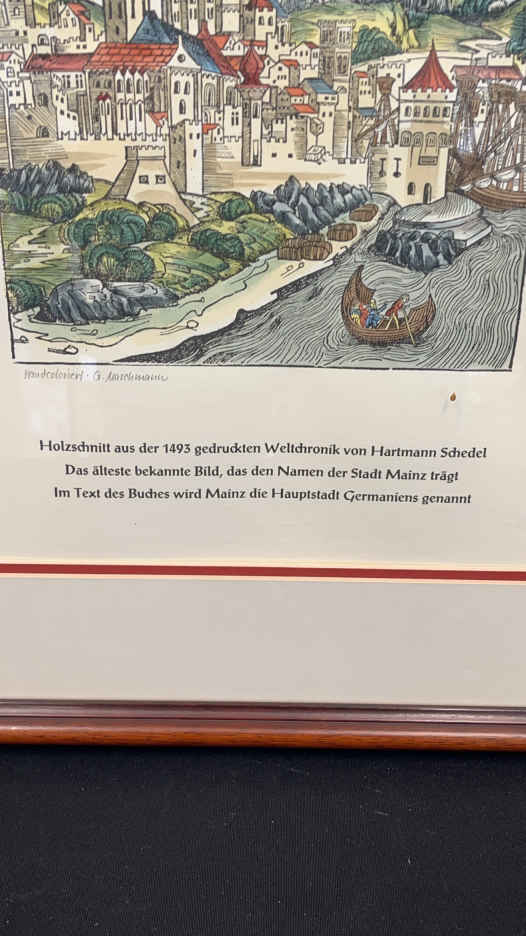 Handcoloriert · G. Aarchmann
Holzschnitt aus der 1493 gedruckten Weltchronik von Hartmann Schedel
Das älteste bekannte Bild, das den Namen der Stadt Mainz trägt
Im Text des Buches wird Mainz die Hauptstadt Germaniens genannt